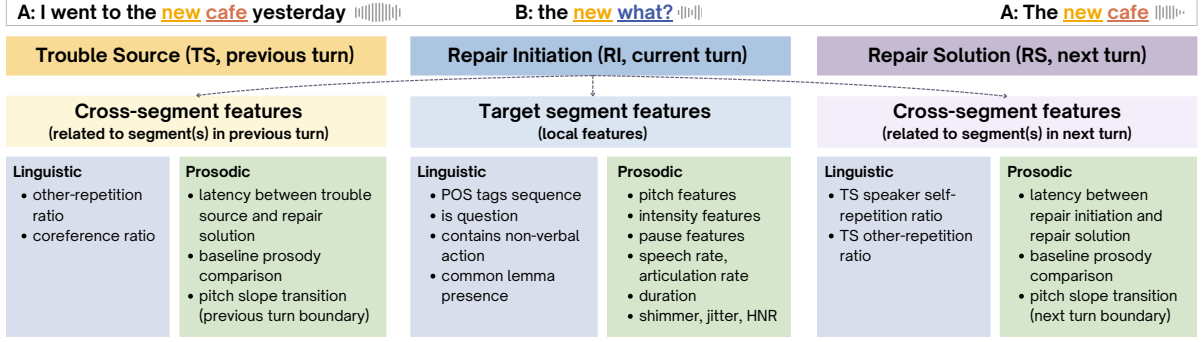 A: I went to the new cafe yesterday
B: the new what?
A: The new cafe
Trouble Source (TS, previous turn)
Repair Initiation (RI, current turn)
Repair Solution (RS, next turn)
Cross-segment features
(related to segment(s) in previous turn)
Target segment features
(local features)
Cross-segment features
(related to segment(s) in next turn)
Linguistic
• other-repetition
ratio
• coreference ratio
Prosodic
• latency between trouble
source and repair
solution
• baseline prosody
comparison
• pitch slope transition
(previous turn boundary)
Linguistic
• POS tags sequence
• is question
• contains non-verbal
action
• common lemma
presence
Prosodic
• pitch features
• intensity features
• pause features
• speech rate,
articulation rate
• duration
• shimmer, jitter, HNR
Linguistic
• TS speaker self-
repetition ratio
• TS other-repetition
ratio
Prosodic
• latency between
repair initiation and
repair solution
• baseline prosody
comparison
• pitch slope transition
(next turn boundary)